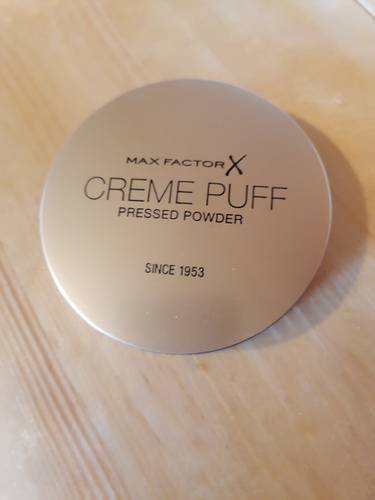 MAX FACTOR X
CREME PUFF
PRESSED POWDER
SINCE 1953